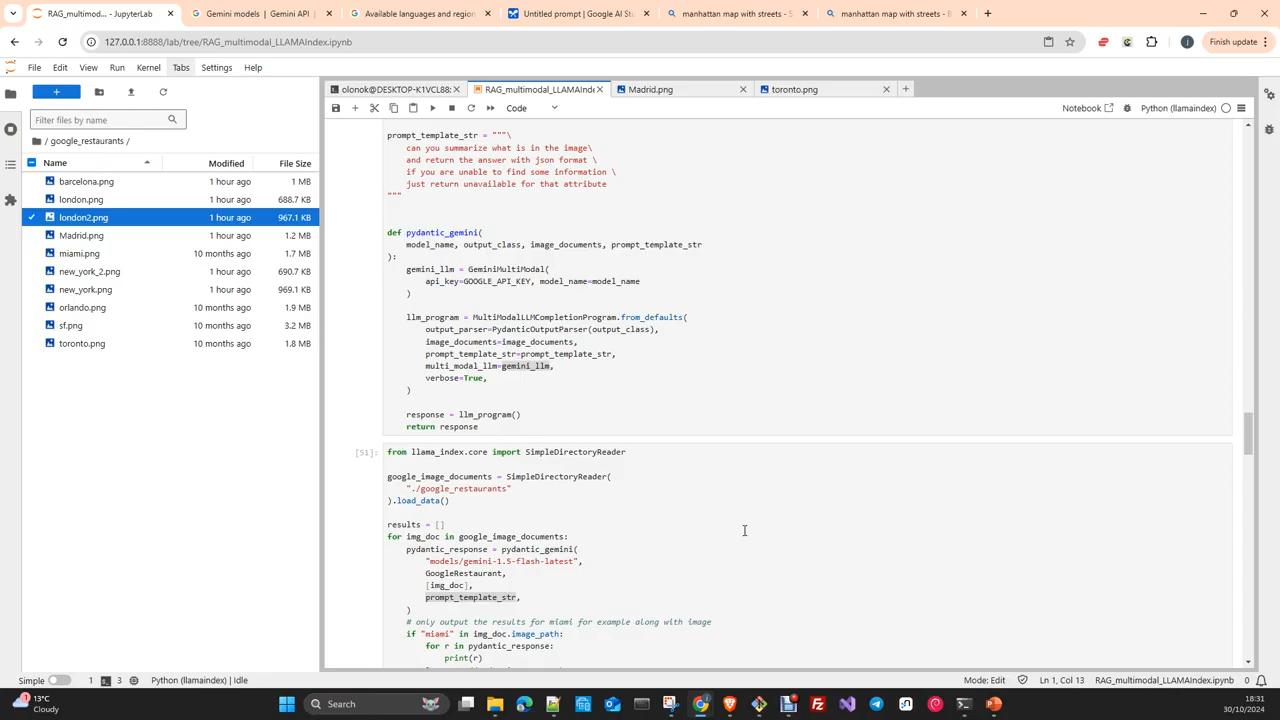 RAG_multimodal - JupyterLab
Gemini models | Gemini API
Available languages and region
Untitled prompt | Google AI Stu
manhattan map with streets - S
manhattan map with streets - B
127.0.0.1:8888/lab/tree/RAG_multimodal_LLAMAIndex.ipynb
Finish update
File Edit View Run Kernel Tabs Settings Help
olonok@DESKTOP-K1VCL88:
RAG_multimodal_LLAMAInde
Madrid.png
toronto.png
Filter files by name
Code
Notebook
Python (llamaindex)
/ google_restaurants /
Name Modified File Size
barcelona.png 1 hour ago 1 MB
london.png 1 hour ago 688.7 KB
london2.png 1 hour ago 967.1 KB
Madrid.png 1 hour ago 1.2 MB
miami.png 10 months ago 1.7 MB
new_york_2.png 1 hour ago 690.7 KB
new_york.png 1 hour ago 969.1 KB
orlando.png 10 months ago 1.9 MB
sf.png 10 months ago 3.2 MB
toronto.png 10 months ago 1.8 MB
prompt_template_str = """\
can you summarize what is in the image\
and return the answer with json format \
if you are unable to find some information \
just return unavailable for that attribute
"""
def pydantic_gemini(
model_name, output_class, image_documents, prompt_template_str
):
gemini_llm = GeminiMultiModal(
api_key=GOOGLE_API_KEY, model_name=model_name
)
llm_program = MultiModalLLMCompletionProgram.from_defaults(
output_parser=PydanticOutputParser(output_class),
image_documents=image_documents,
prompt_template_str=prompt_template_str,
multi_modal_llm=gemini_llm,
verbose=True,
)
response = llm_program()
return response
[51]:
from llama_index.core import SimpleDirectoryReader
google_image_documents = SimpleDirectoryReader(
"./google_restaurants"
).load_data()
results = []
for img_doc in google_image_documents:
pydantic_response = pydantic_gemini(
"models/gemini-1.5-flash-latest",
GoogleRestaurant,
[img_doc],
prompt_template_str,
)
# only output the results for miami for example along with image
if "miami" in img_doc.image_path:
for r in pydantic_response:
print(r)
Simple 1 3 Python (llamaindex) | Idle
Mode: Edit Ln 1, Col 13 RAG_multimodal_LLAMAIndex.ipynb 0
13°C
Cloudy
Search
18:31
30/10/2024